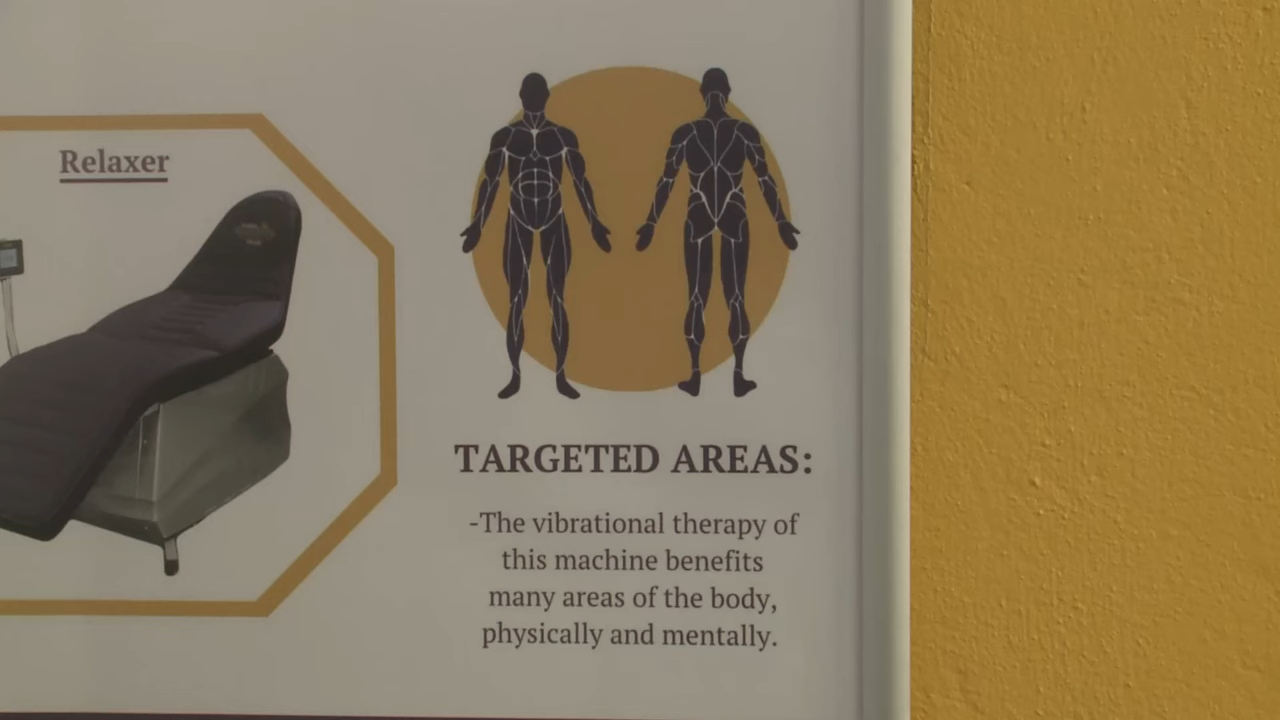 Relaxer
TARGETED AREAS:
-The vibrational therapy of
this machine benefits
many areas of the body,
physically and mentally.